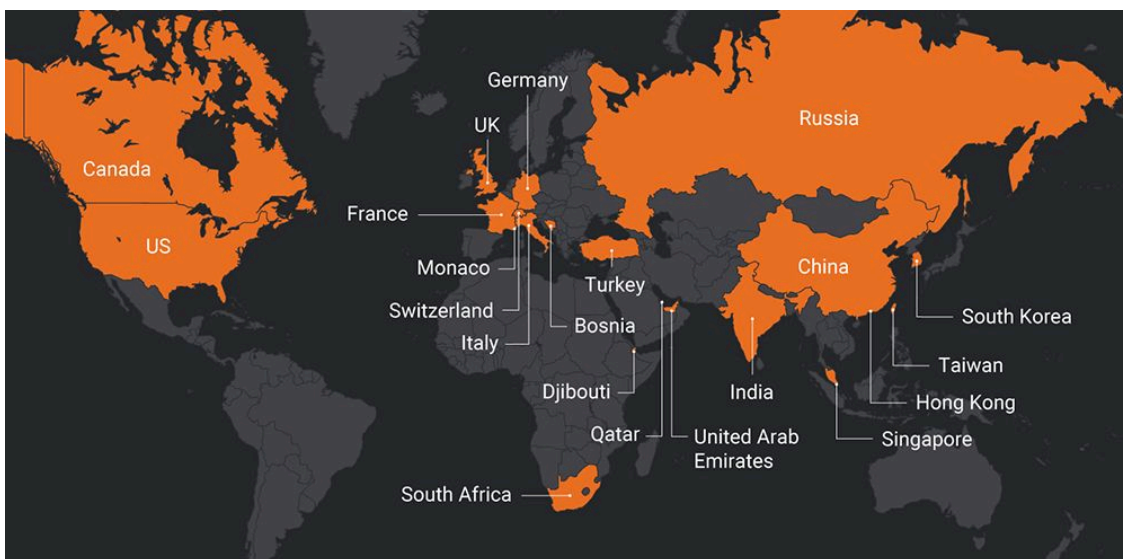 Germany
UK
Russia
Canada
France
US
China
Monaco
Turkey
Switzerland
Bosnia
South Korea
Italy
Taiwan
Djibouti
India
Hong Kong
Qatar
United Arab
Emirates
Singapore
South Africa